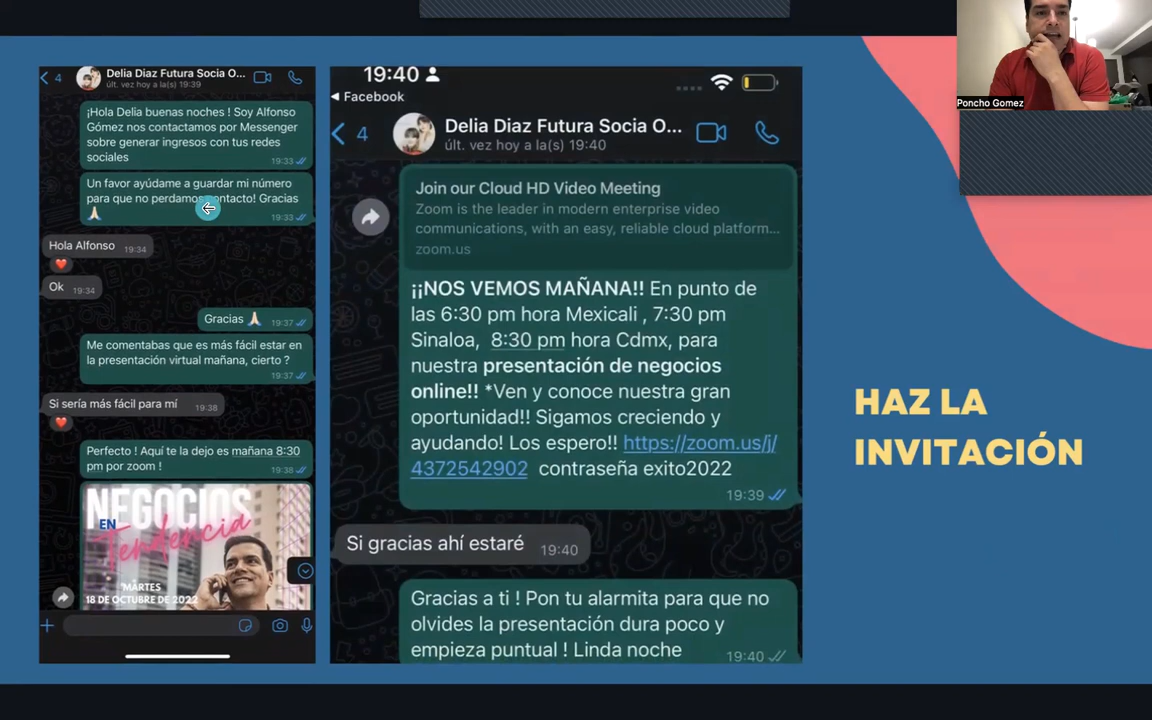 4
Delia Diaz Futura Socia O...
últ. vez hoy a la(s) 19:39
¡Hola Delia buenas noches ! Soy Alfonso
Gómez nos contactamos por Messenger
sobre generar ingresos con tus redes
sociales
19:33
Un favor ayúdame a guardar mi número
para que no perdamos contacto! Gracias
19:33
Hola Alfonso
19:34
Ok
19:34
Gracias
19:37
Me comentabas que es más fácil estar en
la presentación virtual mañana, cierto ?
19:37
Si sería más fácil para mí
19:38
Perfecto ! Aquí te la dejo es mañana 8:30
pm por zoom !
19:38
NEGOCIOS
EN
Tendencia
MARTES
18 DE OCTUBRE DE 2022
19:40
Facebook
4
Delia Diaz Futura Socia O...
últ. vez hoy a la(s) 19:40
Join our Cloud HD Video Meeting
Zoom is the leader in modern enterprise video
communications, with an easy, reliable cloud platform...
zoom.us
¡¡NOS VEMOS MAÑANA!! En punto de
las 6:30 pm hora Mexicali , 7:30 pm
Sinaloa, 8:30 pm hora Cdmx, para
nuestra presentación de negocios
online!! *Ven y conoce nuestra gran
oportunidad!! Sigamos creciendo y
ayudando! Los espero!! https://zoom.us/j/
4372542902 contraseña exito2022
19:39
Si gracias ahí estaré
19:40
Gracias a ti ! Pon tu alarmita para que no
olvides la presentación dura poco y
empieza puntual ! Linda noche
19:40
HAZ LA
INVITACIÓN
Poncho Gomez